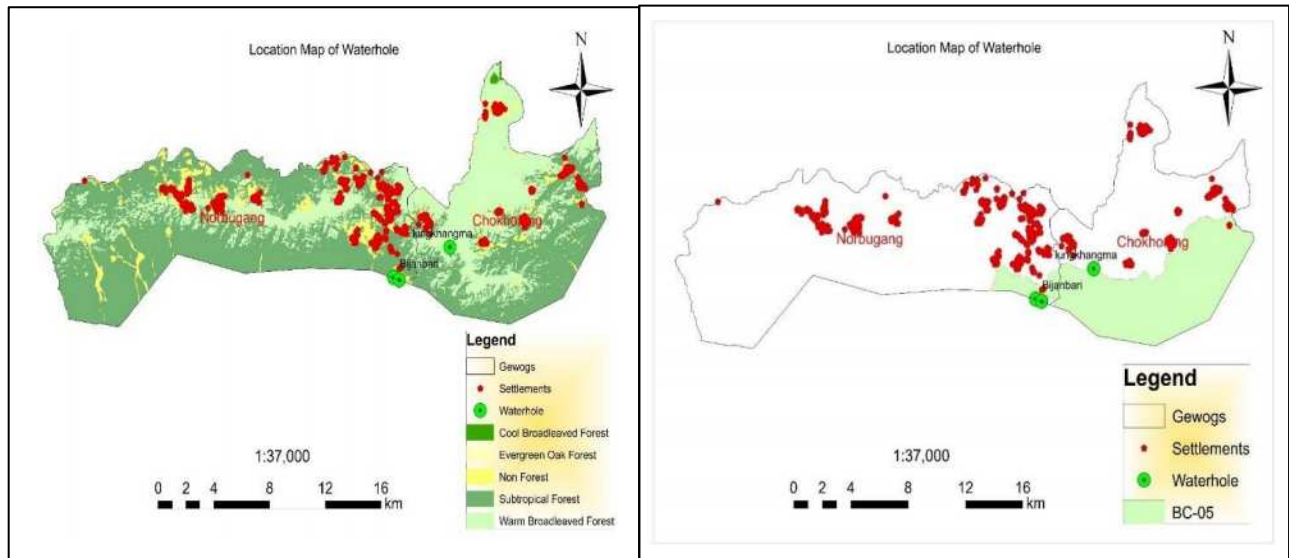 Location Map of Waterhole
N
Norbugang
Chokhorling
Tungkhangma
Bijanbari
Legend
Gewogs
Settlements
Waterhole
Cool Broadleaved Forest
Evergreen Oak Forest
Non Forest
Subtropical Forest
Warm Broadleaved Forest
1:37,000
0 2 4 8 12 16
km
Location Map of Waterhole
N
Norbugang
Chokhorling
Tungkhangma
Bijanbari
Legend
Gewogs
Settlements
Waterhole
BC-05
1:37,000
0 2 4 8 12 16
km